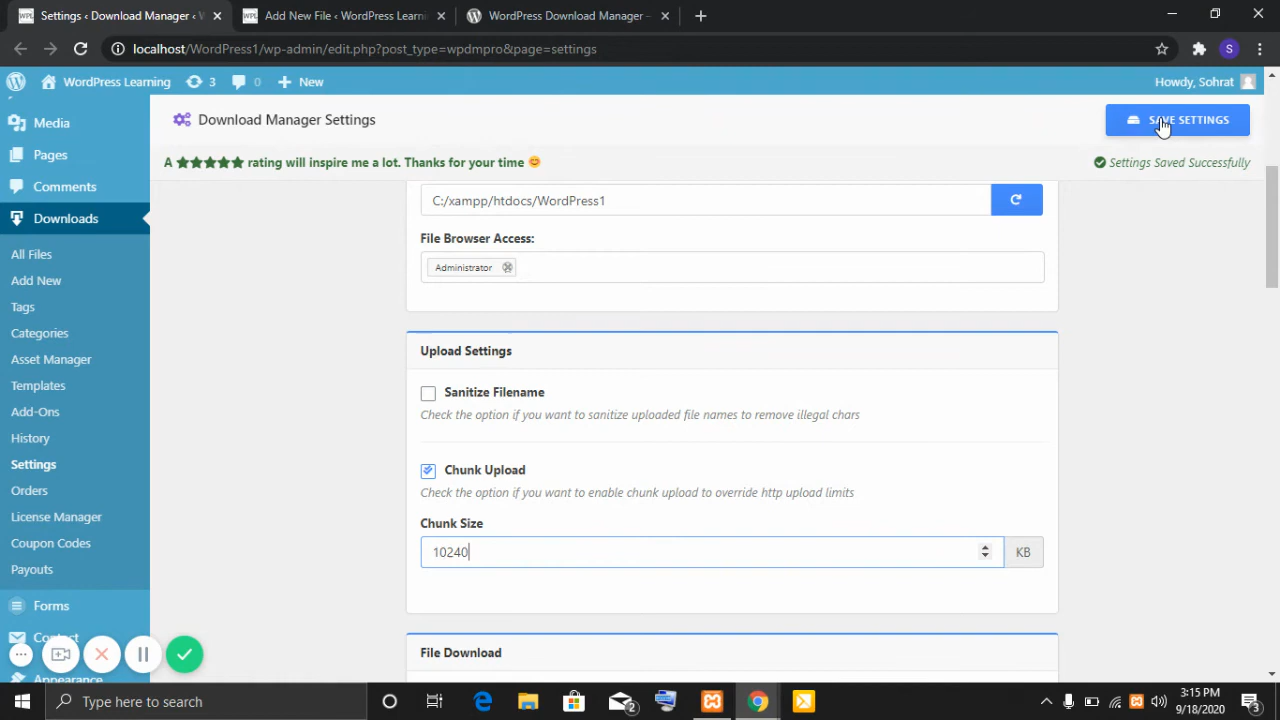 Settings ‹ Download Manager ‹ W
Add New File ‹ WordPress Learni
WordPress Download Manager –
localhost/WordPress1/wp-admin/edit.php?post_type=wpdmpro&page=settings
S
WordPress Learning
3
0
New
Howdy, Sohrat
Media
Pages
Comments
Downloads
All Files
Add New
Tags
Categories
Asset Manager
Templates
Add-Ons
History
Settings
Orders
License Manager
Coupon Codes
Payouts
Forms
Contact
Appearance
Download Manager Settings
SAVE SETTINGS
A ★★★★★ rating will inspire me a lot. Thanks for your time 😊
Settings Saved Successfully
C:/xampp/htdocs/WordPress1
File Browser Access:
Administrator
Upload Settings
Sanitize Filename
Check the option if you want to sanitize uploaded file names to remove illegal chars
Chunk Upload
Check the option if you want to enable chunk upload to override http upload limits
Chunk Size
10240
KB
File Download
Type here to search
2
3:15 PM
9/18/2020
3